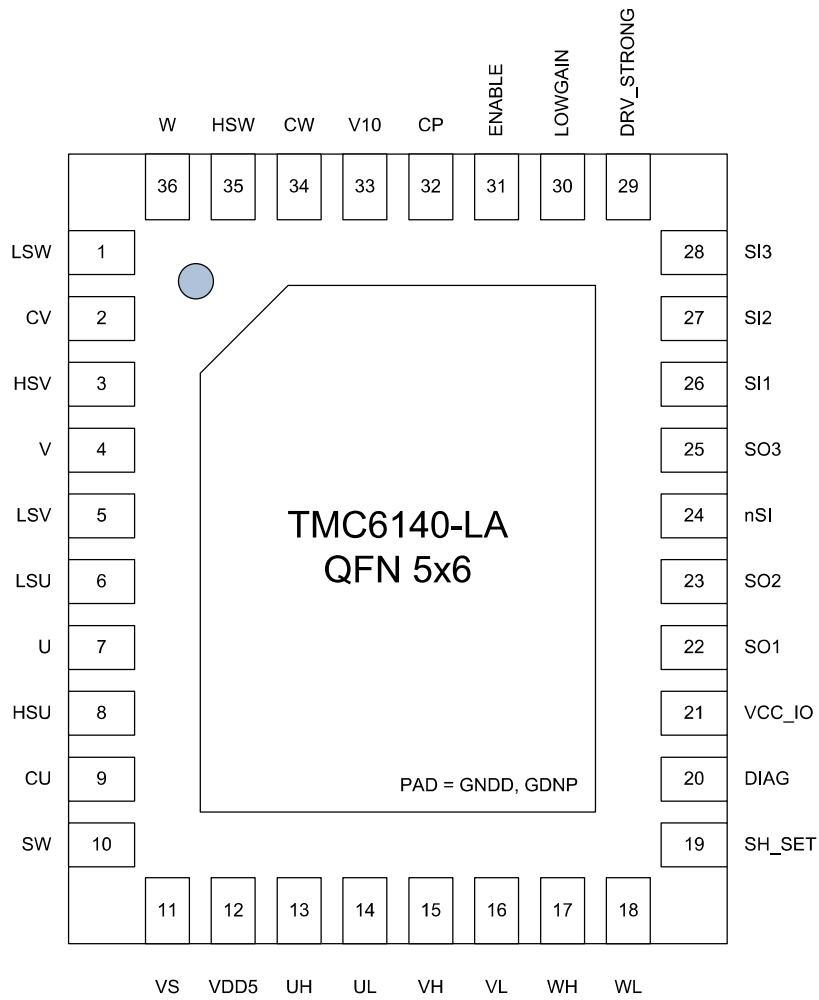 ENABLE
LOWGAIN
DRV_STRONG
W HSW CW V10 CP
36 35 34 33 32 31 30 29
LSW 1 28 SI3
CV 2 27 SI2
HSV 3 26 SI1
V 4 25 SO3
LSV 5 24 nSI
TMC6140-LA
QFN 5x6
LSU 6 23 SO2
U 7 22 SO1
HSU 8 21 VCC_IO
CU 9 20 DIAG
PAD = GNDD, GDNP
SW 10 19 SH_SET
11 12 13 14 15 16 17 18
VS VDD5 UH UL VH VL WH WL